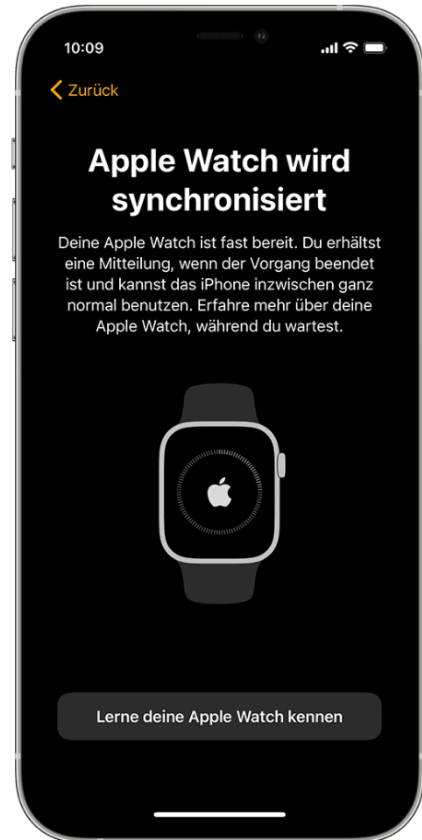 10:09
Zurück
Apple Watch wird
synchronisiert
Deine Apple Watch ist fast bereit. Du erhältst
eine Mitteilung, wenn der Vorgang beendet
ist und kannst das iPhone inzwischen ganz
normal benutzen. Erfahre mehr über deine
Apple Watch, während du wartest.
Lerne deine Apple Watch kennen